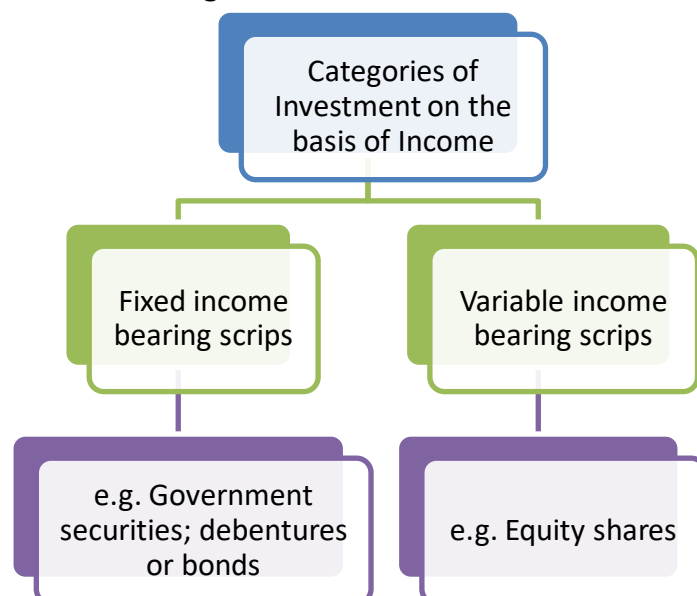 Categories of
Investment on the
basis of Income
Fixed income
bearing scrips
Variable income
bearing scrips
e.g. Government
securities; debentures
or bonds
e.g. Equity shares